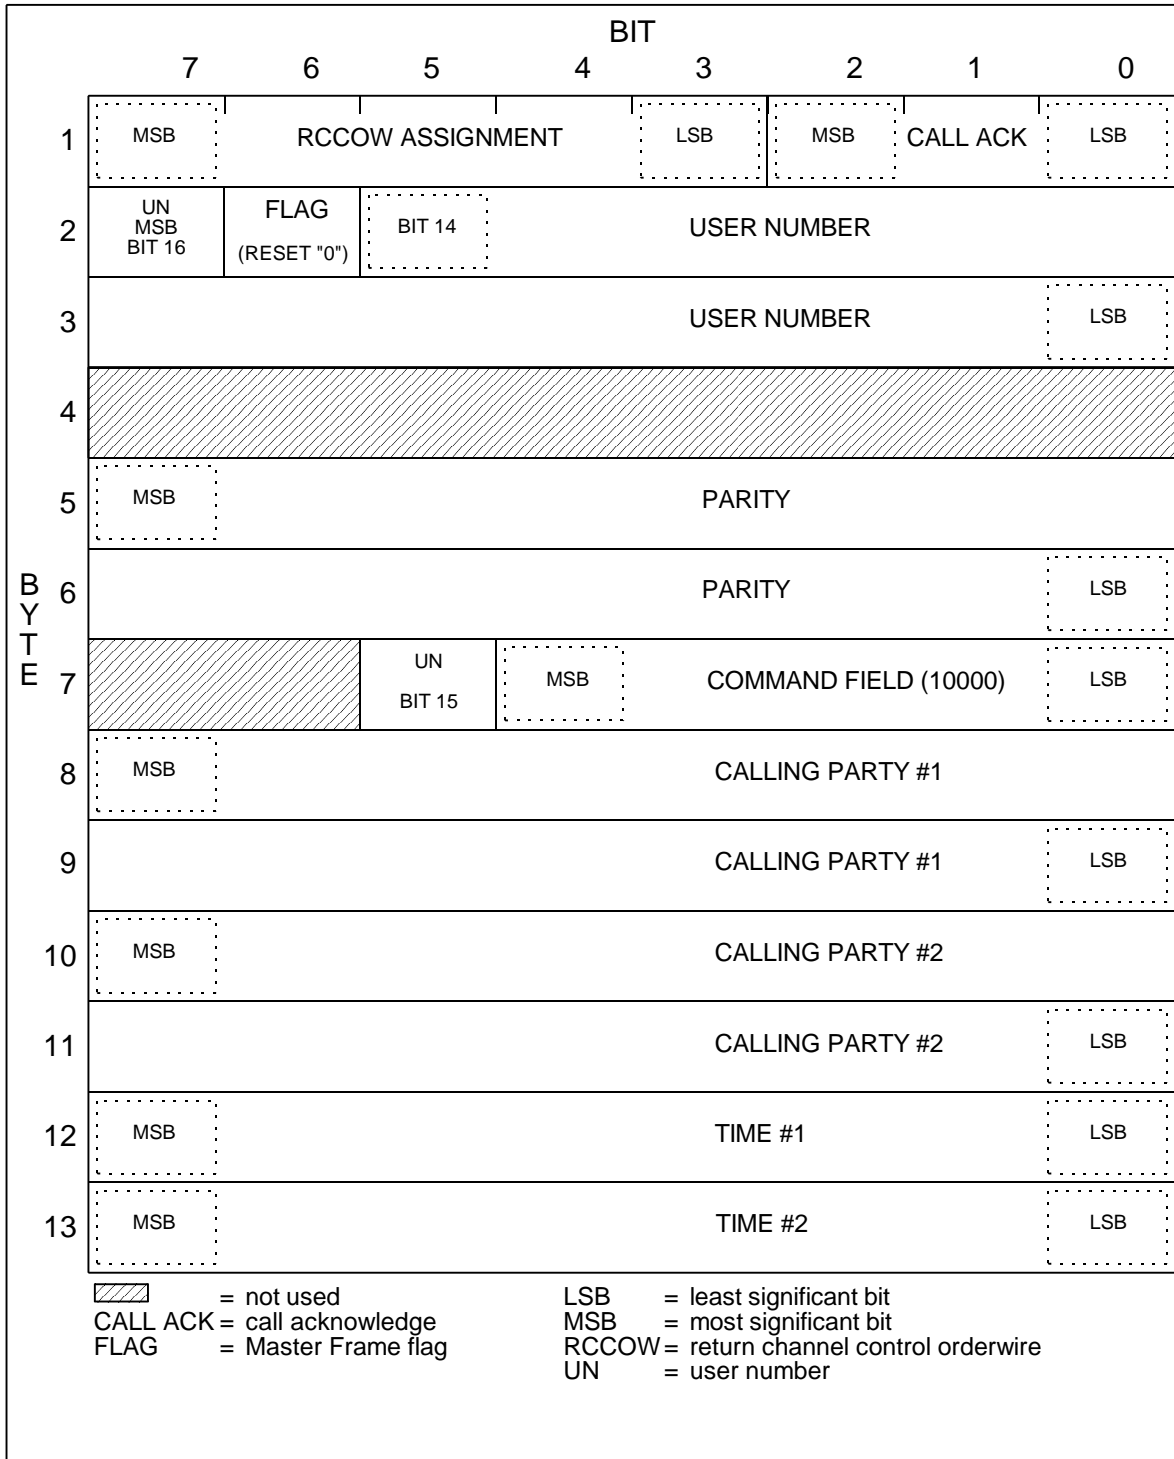 BIT
7 6 5 4 3 2 1 0
1 MSB RCCOW ASSIGNMENT LSB MSB CALL ACK LSB
2 UN MSB BIT 16 FLAG (RESET "0") BIT 14 USER NUMBER
3 USER NUMBER LSB
4
5 MSB PARITY
BYTE
6 PARITY LSB
7 UN BIT 15 MSB COMMAND FIELD (10000) LSB
8 MSB CALLING PARTY #1
9 CALLING PARTY #1 LSB
10 MSB CALLING PARTY #2
11 CALLING PARTY #2 LSB
12 MSB TIME #1 LSB
13 MSB TIME #2 LSB
= not used
CALL ACK = call acknowledge
FLAG = Master Frame flag
LSB = least significant bit
MSB = most significant bit
RCCOW = return channel control orderwire
UN = user number